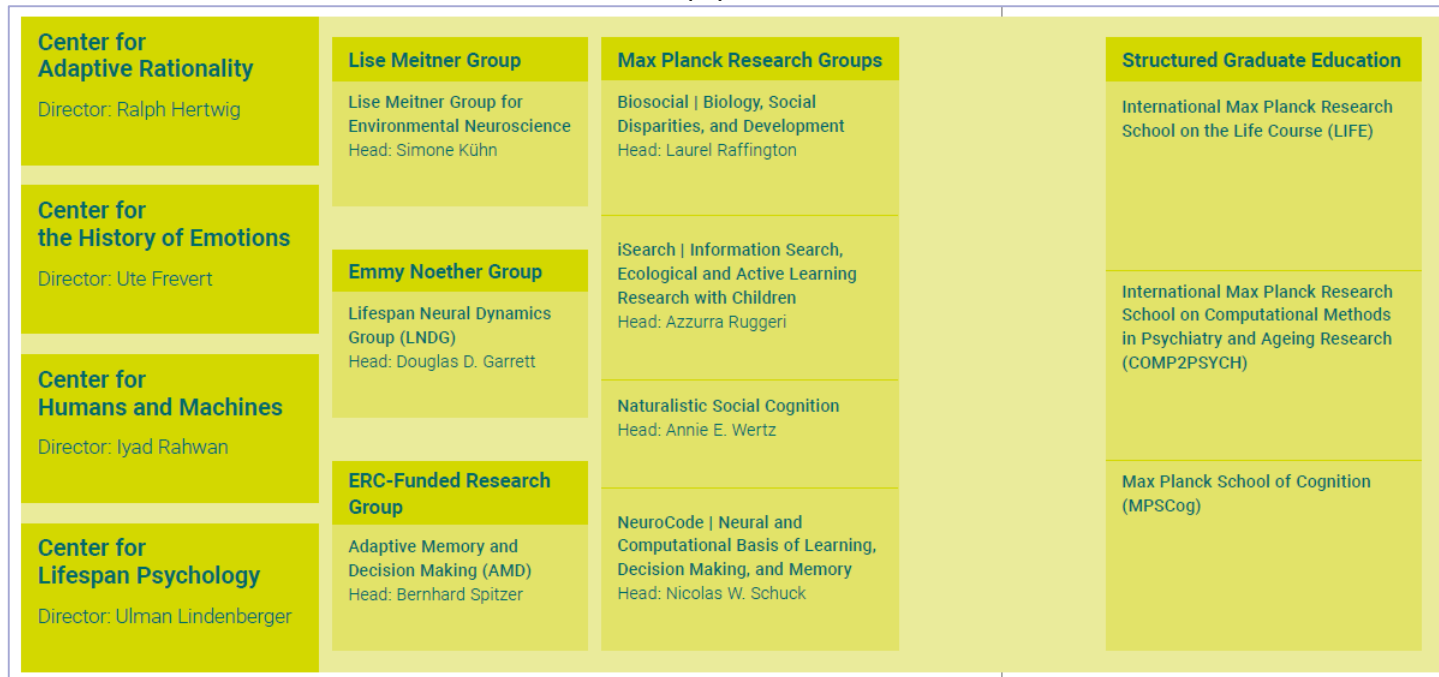 Center for
Adaptive Rationality
Director: Ralph Hertwig
Center for
the History of Emotions
Director: Ute Frevert
Center for
Humans and Machines
Director: Iyad Rahwan
Center for
Lifespan Psychology
Director: Ulman Lindenberger
Lise Meitner Group
Lise Meitner Group for
Environmental Neuroscience
Head: Simone Kühn
Emmy Noether Group
Lifespan Neural Dynamics
Group (LNDG)
Head: Douglas D. Garrett
ERC-Funded Research
Group
Adaptive Memory and
Decision Making (AMD)
Head: Bernhard Spitzer
Max Planck Research Groups
Biosocial | Biology, Social
Disparities, and Development
Head: Laurel Raffington
iSearch | Information Search,
Ecological and Active Learning
Research with Children
Head: Azzurra Ruggeri
Naturalistic Social Cognition
Head: Annie E. Wertz
NeuroCode | Neural and
Computational Basis of Learning,
Decision Making, and Memory
Head: Nicolas W. Schuck
Structured Graduate Education
International Max Planck Research
School on the Life Course (LIFE)
International Max Planck Research
School on Computational Methods
in Psychiatry and Ageing Research
(COMP2PSYCH)
Max Planck School of Cognition
(MPSCog)